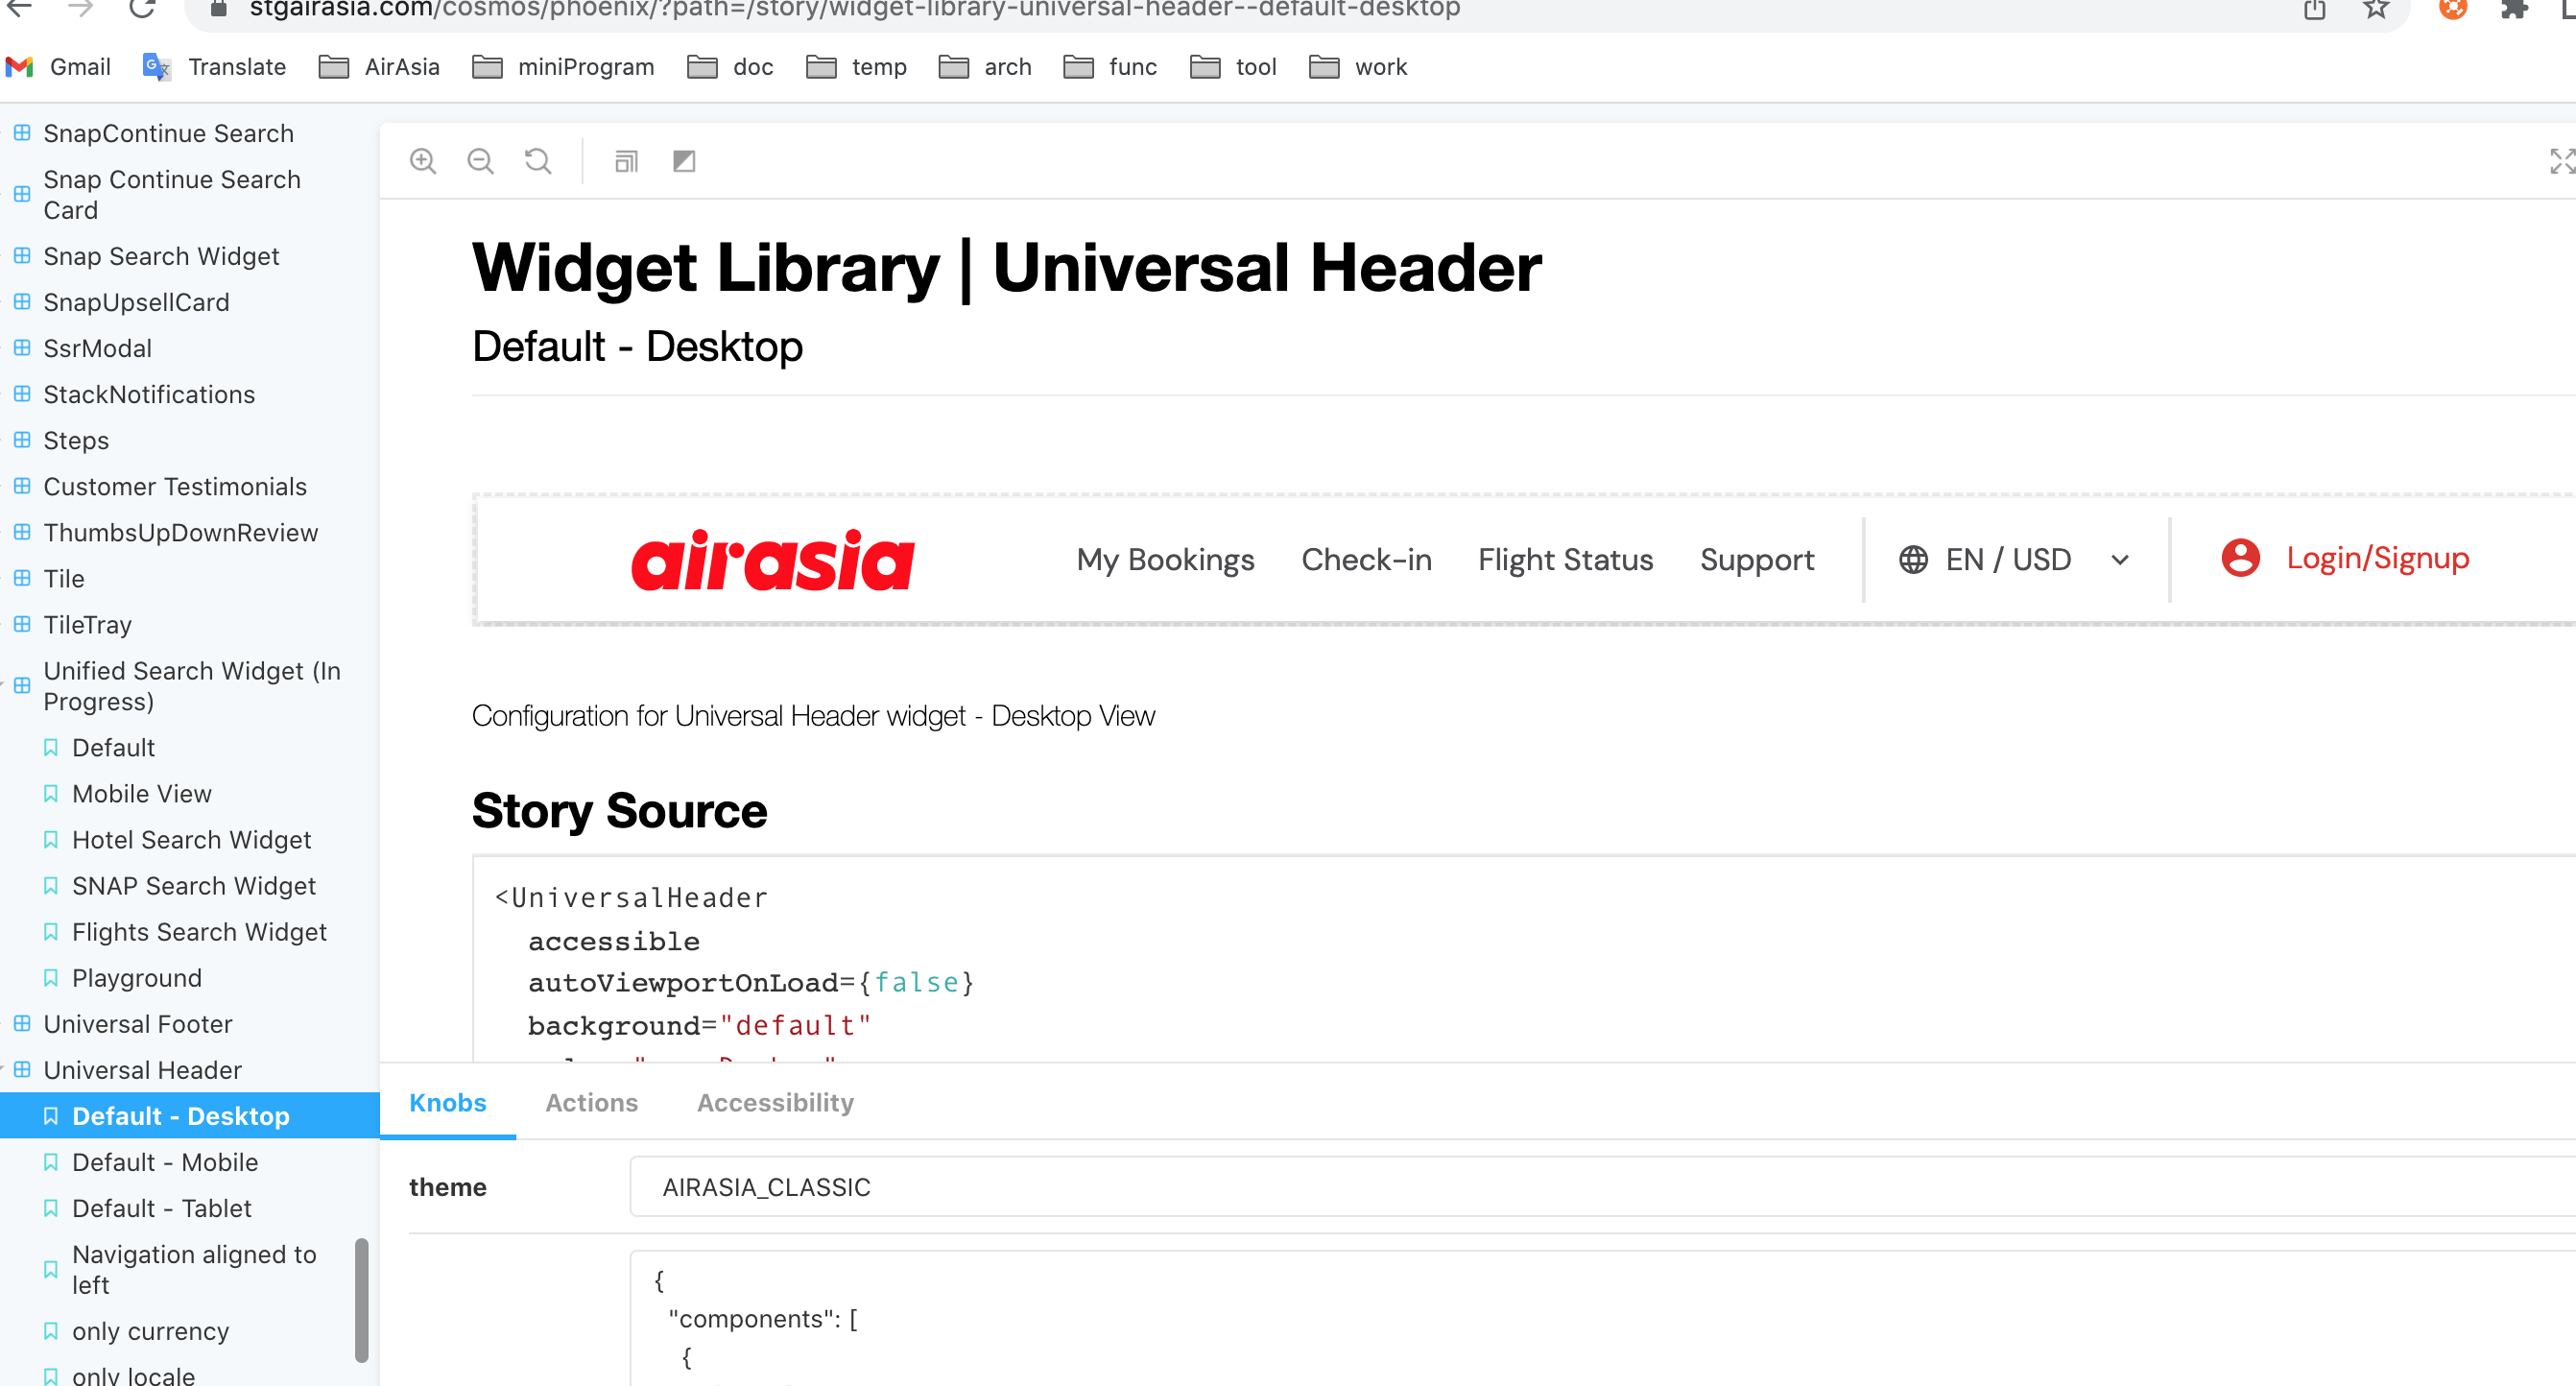 stgairasia.com/cosmos/phoenix/?path=/story/widget-library-universal-header--default-desktop
Gmail Translate AirAsia miniProgram doc temp arch func tool work
SnapContinue Search
Snap Continue Search
Card
Snap Search Widget
SnapUpsellCard
SsrModal
StackNotifications
Steps
Customer Testimonials
ThumbsUpDownReview
Tile
TileTray
Unified Search Widget (In
Progress)
Default
Mobile View
Hotel Search Widget
SNAP Search Widget
Flights Search Widget
Playground
Universal Footer
Universal Header
Default - Desktop
Default - Mobile
Default - Tablet
Navigation aligned to
left
only currency
only locale
Widget Library | Universal Header
Default - Desktop
airasia My Bookings Check-in Flight Status Support EN / USD Login/Signup
Configuration for Universal Header widget - Desktop View
Story Source
<UniversalHeader
accessible
autoViewportOnLoad={false}
background="default"
Knobs Actions Accessibility
theme AIRASIA_CLASSIC
{
"components": [
{